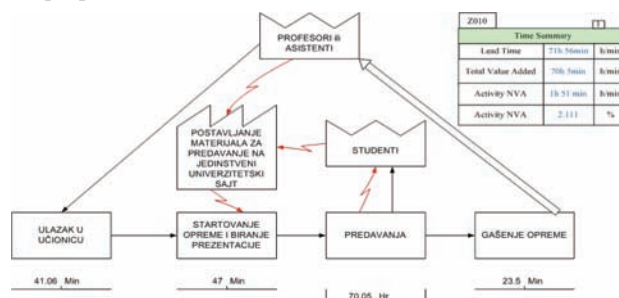 PROFESORI &
ASISTENTI
Z010
Time Summary
Lead Time 71h 56min h/min
Total Value Added 70h 5min h/min
Activity NVA 1h 51 min h/min
Activity NVA 2.111 %
POSTAVLJANJE
MATERIJALA ZA
PREDAVANJE NA
JEDINSTVENI
UNIVERZITETSKI
SAJT
STUDENTI
ULAZAK U
UČIONICU
STARTOVANJE
OPREME I BIRANJE
PREZENTACIJE
PREDAVANJA
GAŠENJE OPREME
41.06 Min
47 Min
70.05 Hr
23.5 Min